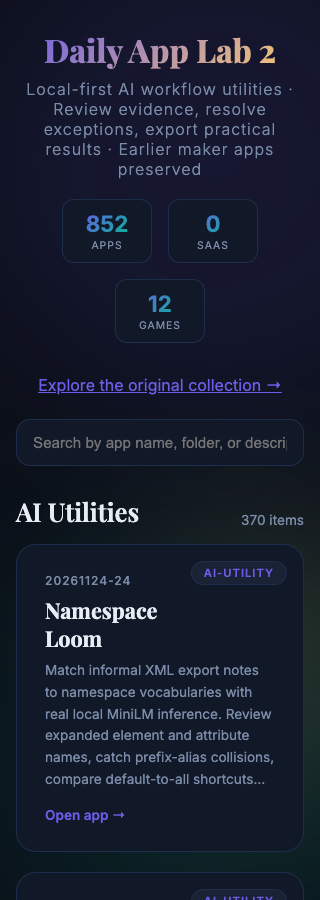 Daily App Lab 2
Local-first AI workflow utilities ·
Review evidence, resolve
exceptions, export practical
results · Earlier maker apps
preserved
852
APPS
0
SAAS
12
GAMES
Explore the original collection →
Search by app name, folder, or descri
AI Utilities
370 items
20261124-24
AI-UTILITY
Namespace
Loom
Match informal XML export notes
to namespace vocabularies with
real local MiniLM inference. Review
expanded element and attribute
names, catch prefix-alias collisions,
compare default-to-all shortcuts...
Open app →
AI-UTILITY